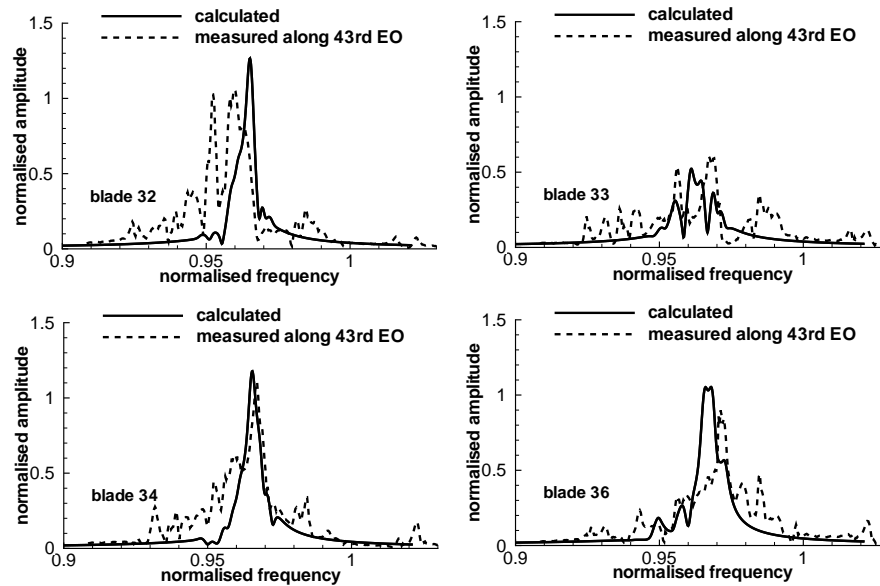 calculated
measured along 43rd EO
normalised amplitude
1.5
1
0.5
0
blade 32
0.9
0.95
1
normalised frequency
calculated
measured along 43rd EO
normalised amplitude
1.5
1
0.5
0
blade 33
0.9
0.95
1
normalised frequency
calculated
measured along 43rd EO
normalised amplitude
1.5
1
0.5
0
blade 34
0.9
0.95
1
normalised frequency
calculated
measured along 43rd EO
normalised amplitude
1.5
1
0.5
0
blade 36
0.9
0.95
1
normalised frequency